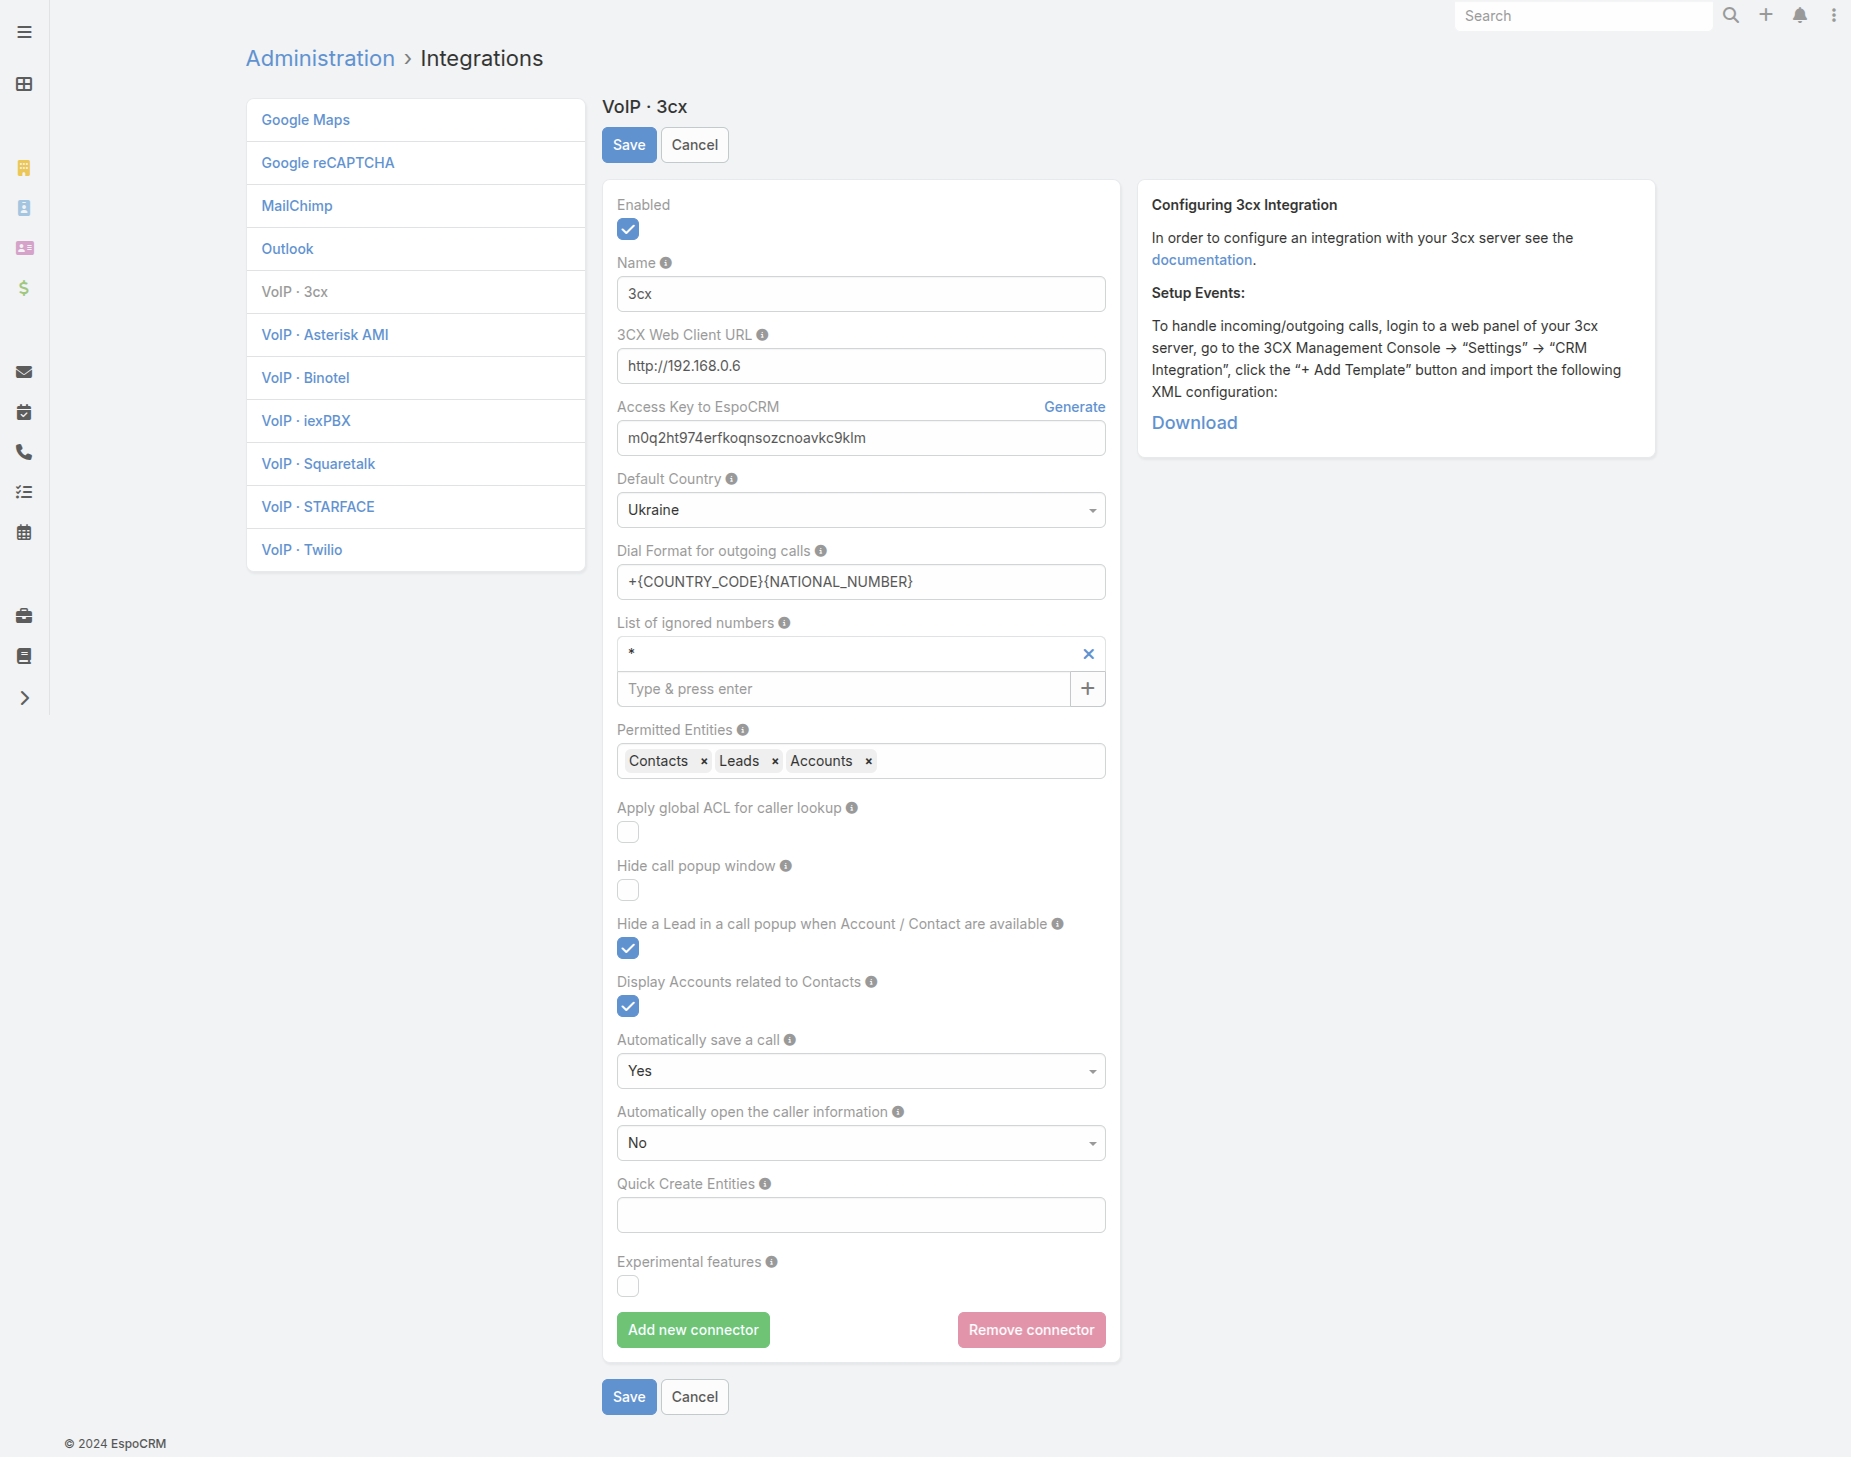 Search
Administration › Integrations
Google Maps
Google reCAPTCHA
MailChimp
Outlook
VoIP · 3cx
VoIP · Asterisk AMI
VoIP · Binotel
VoIP · iexPBX
VoIP · Squaretalk
VoIP · STARFACE
VoIP · Twilio
VoIP · 3cx
Save Cancel
Enabled
Name
3cx
3CX Web Client URL
http://192.168.0.6
Access Key to EspoCRM Generate
m0q2ht974erfkoqnsozcnoavkc9klm
Default Country
Ukraine
Dial Format for outgoing calls
+{COUNTRY_CODE}{NATIONAL_NUMBER}
List of ignored numbers
*
Type & press enter
Permitted Entities
Contacts × Leads × Accounts ×
Apply global ACL for caller lookup
Hide call popup window
Hide a Lead in a call popup when Account / Contact are available
Display Accounts related to Contacts
Automatically save a call
Yes
Automatically open the caller information
No
Quick Create Entities
Experimental features
Add new connector Remove connector
Save Cancel
Configuring 3cx Integration
In order to configure an integration with your 3cx server see the
documentation.
Setup Events:
To handle incoming/outgoing calls, login to a web panel of your 3cx
server, go to the 3CX Management Console → “Settings” → “CRM
Integration”, click the “+ Add Template” button and import the following
XML configuration:
Download
© 2024 EspoCRM